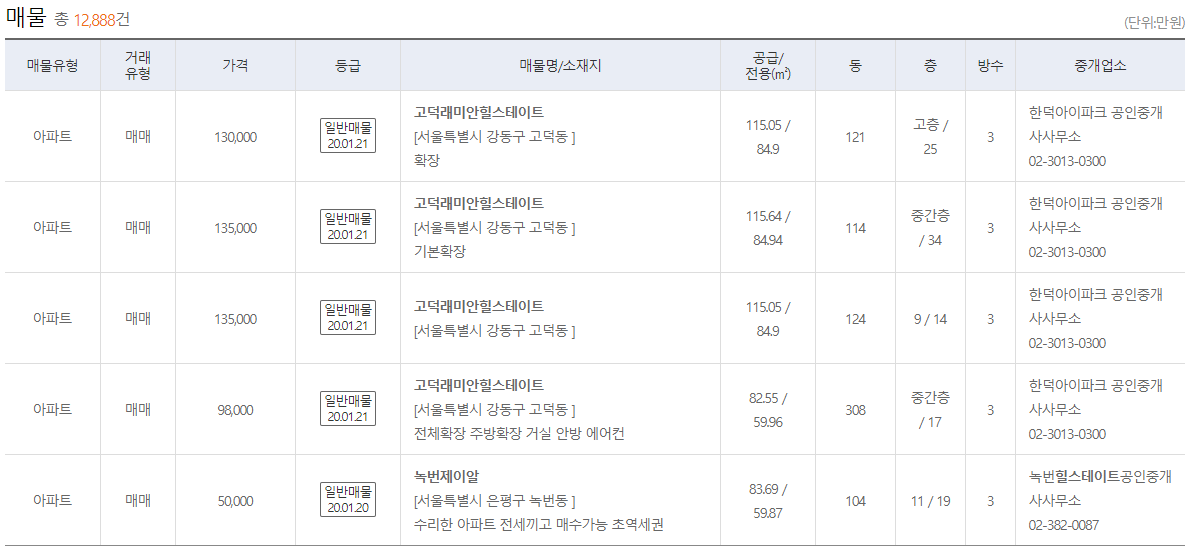 매물 총 12,888건
(단위:만원)
매물유형
거래
유형
가격
등급
매물명/소재지
공급/
전용(㎡)
동
층
방수
중개업소
아파트
매매
130,000
일반매물
20.01.21
고덕래미안힐스테이트
[서울특별시 강동구 고덕동 ]
확장
115.05 /
84.9
121
고층 /
25
3
한덕아이파크 공인중개
사사무소
02-3013-0300
아파트
매매
135,000
일반매물
20.01.21
고덕래미안힐스테이트
[서울특별시 강동구 고덕동 ]
기본확장
115.64 /
84.94
114
중간층
/ 34
3
한덕아이파크 공인중개
사사무소
02-3013-0300
아파트
매매
135,000
일반매물
20.01.21
고덕래미안힐스테이트
[서울특별시 강동구 고덕동 ]
115.05 /
84.9
124
9 / 14
3
한덕아이파크 공인중개
사사무소
02-3013-0300
아파트
매매
98,000
일반매물
20.01.21
고덕래미안힐스테이트
[서울특별시 강동구 고덕동 ]
전체확장 주방확장 거실 안방 에어컨
82.55 /
59.96
308
중간층
/ 17
3
한덕아이파크 공인중개
사사무소
02-3013-0300
아파트
매매
50,000
일반매물
20.01.20
녹번제이알
[서울특별시 은평구 녹번동 ]
수리한 아파트 전세끼고 매수가능 초역세권
83.69 /
59.87
104
11 / 19
3
녹번힐스테이트공인중개
사사무소
02-382-0087